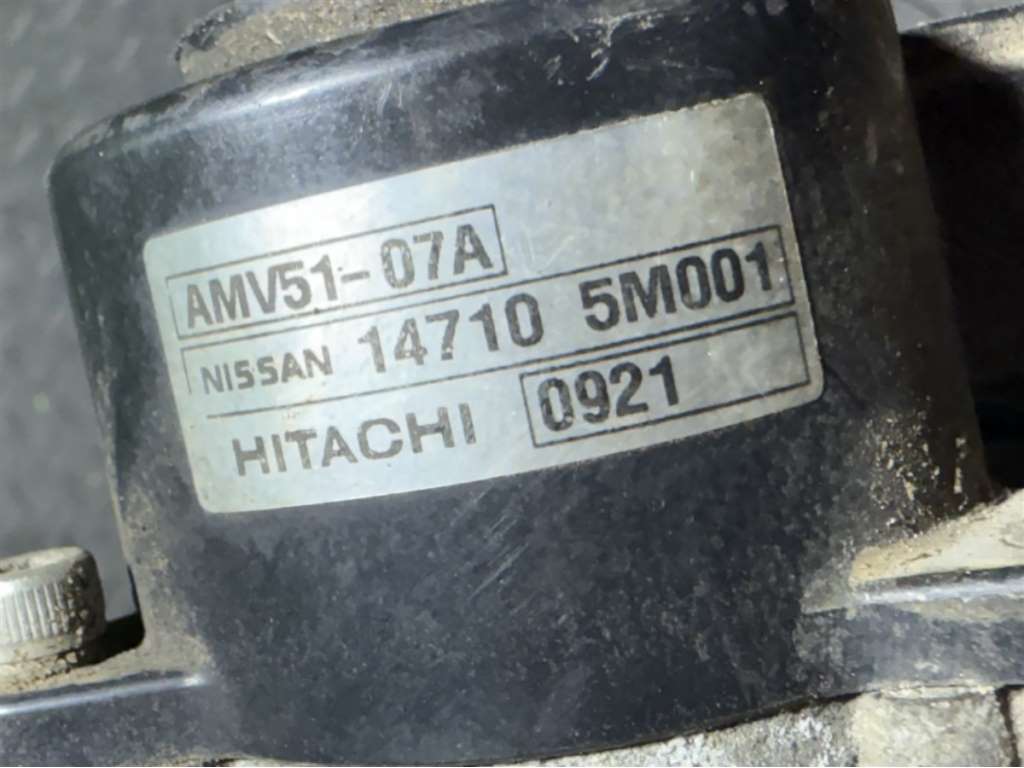 AMV51-07A
NISSAN 14710 5M001
HITACHI 0921